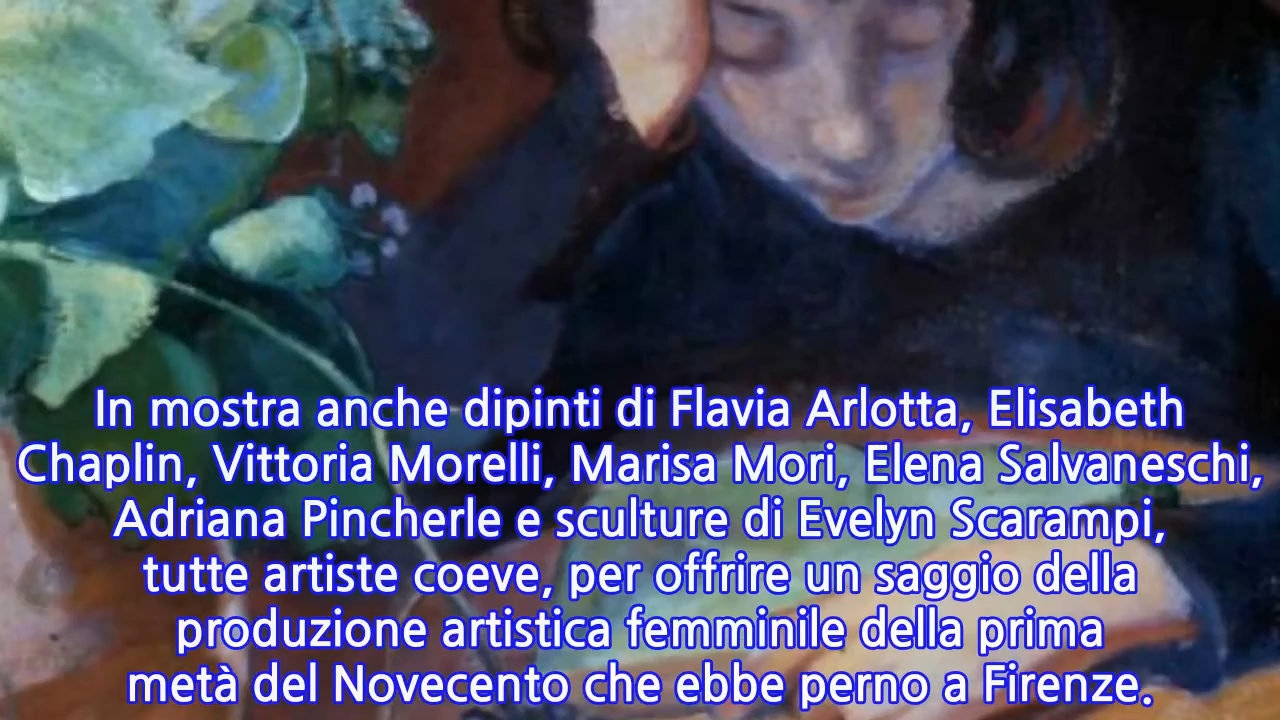 In mostra anche dipinti di Flavia Arlotta, Elisabeth
Chaplin, Vittoria Morelli, Marisa Mori, Elena Salvaneschi,
Adriana Pincherle e sculture di Evelyn Scarampi,
tutte artiste coeve, per offrire un saggio della
produzione artistica femminile della prima
metà del Novecento che ebbe perno a Firenze.